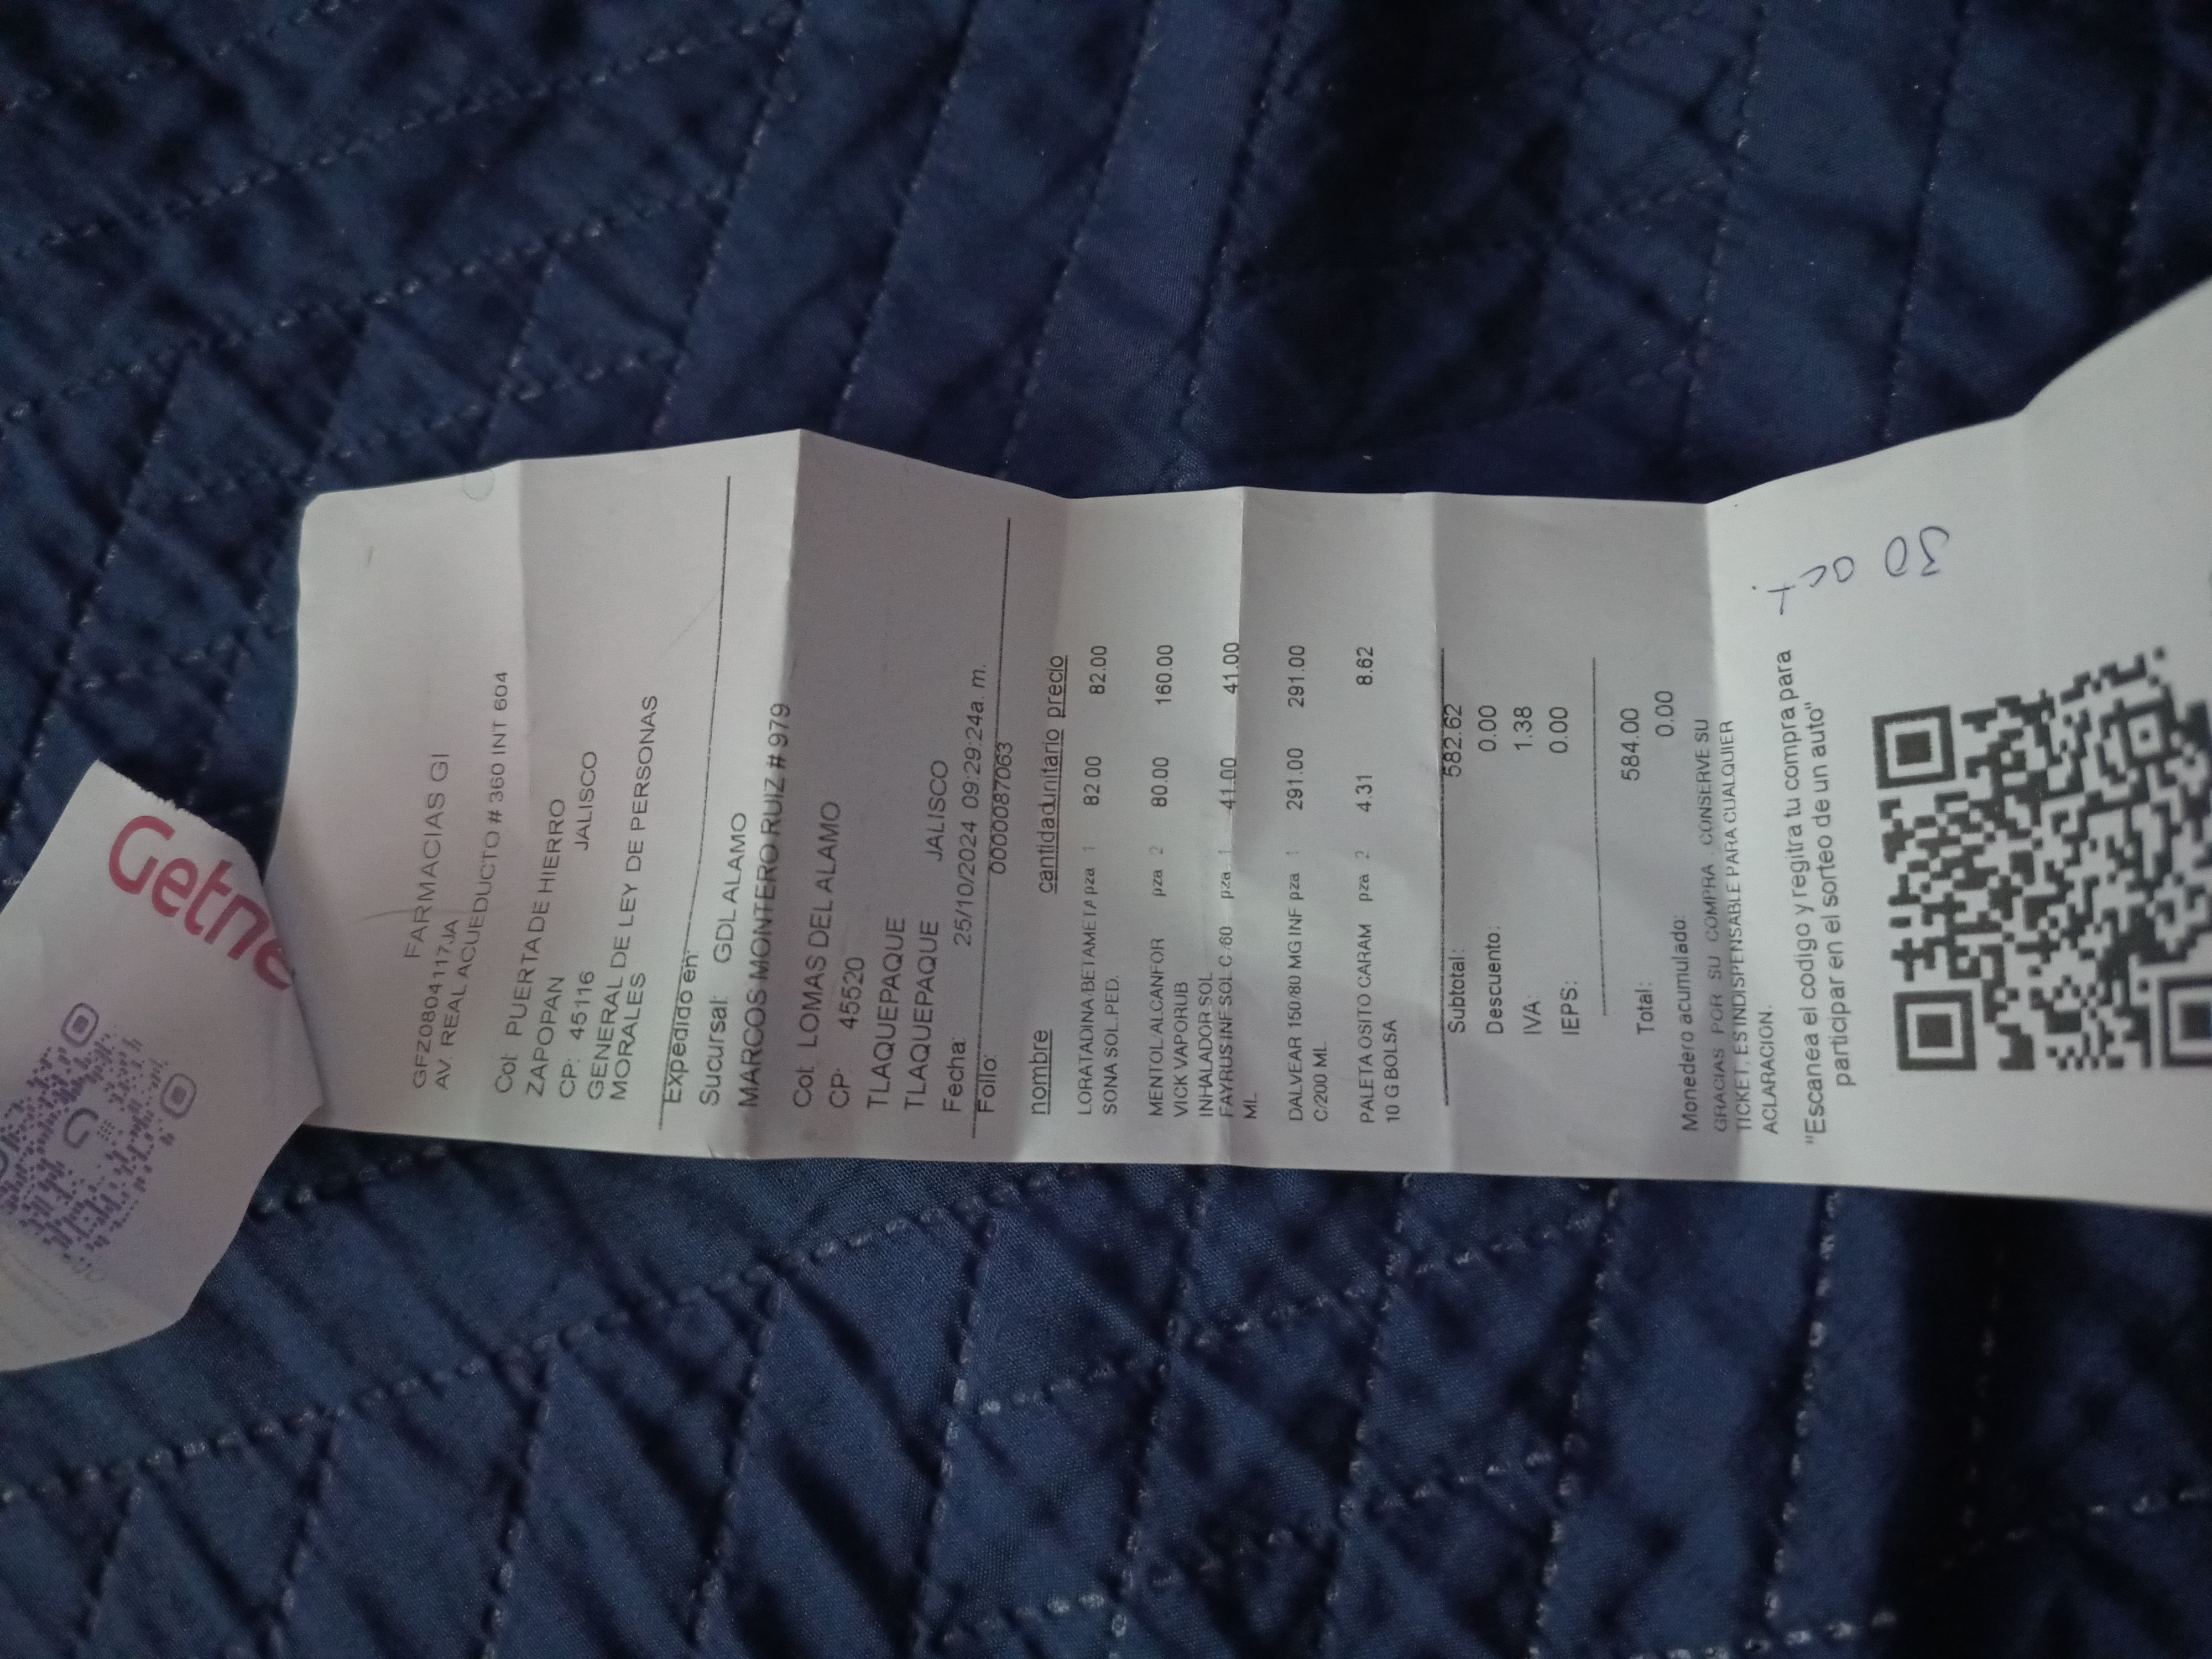 Getne
FARMACIAS GI
GFZ0804117JA
AV. REAL ACUEDUCTO # 360 INT 604
Col: PUERTA DE HIERRO
ZAPOPAN
CP: 45116 JALISCO
GENERAL DE LEY DE PERSONAS
MORALES
Expedido en:
Sucursal: GDL ALAMO
MARCOS MONTERO RUIZ # 979
Col: LOMAS DEL ALAMO
CP: 45520
TLAQUEPAQUE
TLAQUEPAQUE JALISCO
Fecha: 25/10/2024 09:29:24a. m.
Folio: 0000087063
nombre cantidadunitario precio
LORATADINA/BETAMETA pza 1 82.00 82.00
SONA SOL. PED.
MENTOL/ALCANFOR pza 2 80.00 160.00
VICK VAPORUB
INHALADOR SOL
FAYRUS INF SOL C/60 pza 1 41.00 41.00
ML
DALVEAR 150/80 MG INF pza 1 291.00 291.00
C/200 ML
PALETA OSITO CARAM pza 2 4.31 8.62
10 G BOLSA
Subtotal: 582.62
Descuento: 0.00
IVA: 1.38
IEPS: 0.00
Total: 584.00
Monedero acumulado: 0.00
GRACIAS POR SU COMPRA , CONSERVE SU
TICKET, ES INDISPENSABLE PARA CUALQUIER
ACLARACION.
"Escanea el codigo y regitra tu compra para
participar en el sorteo de un auto"
30 oct.